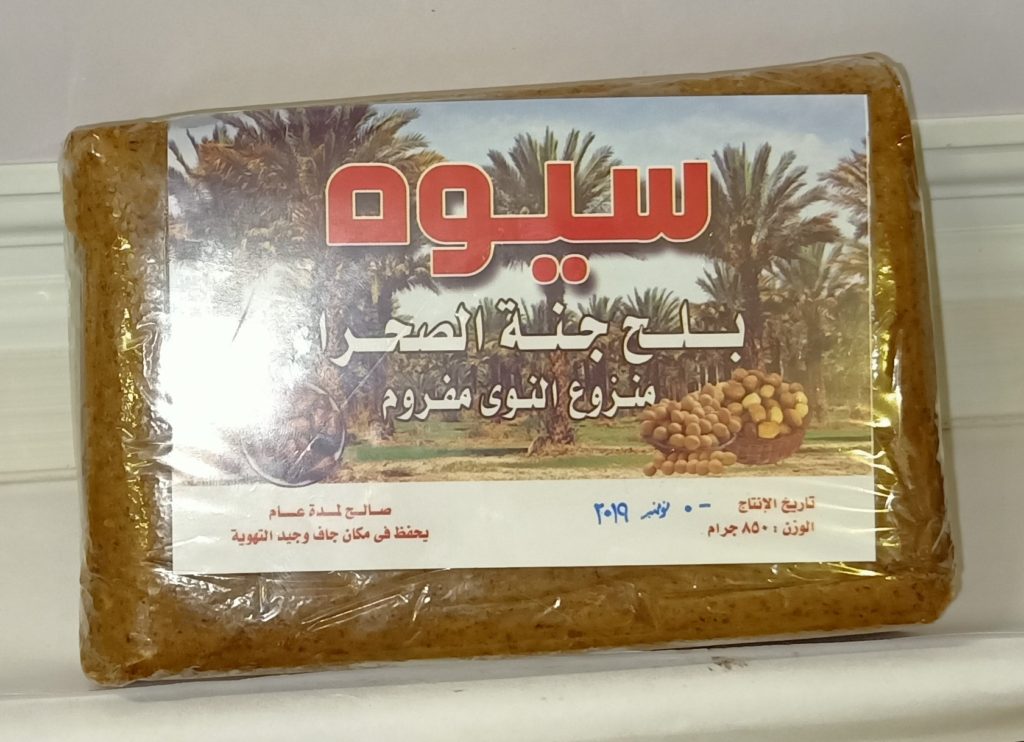 سيوه
بلح جنة الصحراء
منزوع النوى مفروم
تاريخ الإنتاج نوفمبر ٢٠١٩
الوزن : ٨٥٠ جرام
صالح لمدة عام
يحفظ فى مكان جاف وجيد التهوية